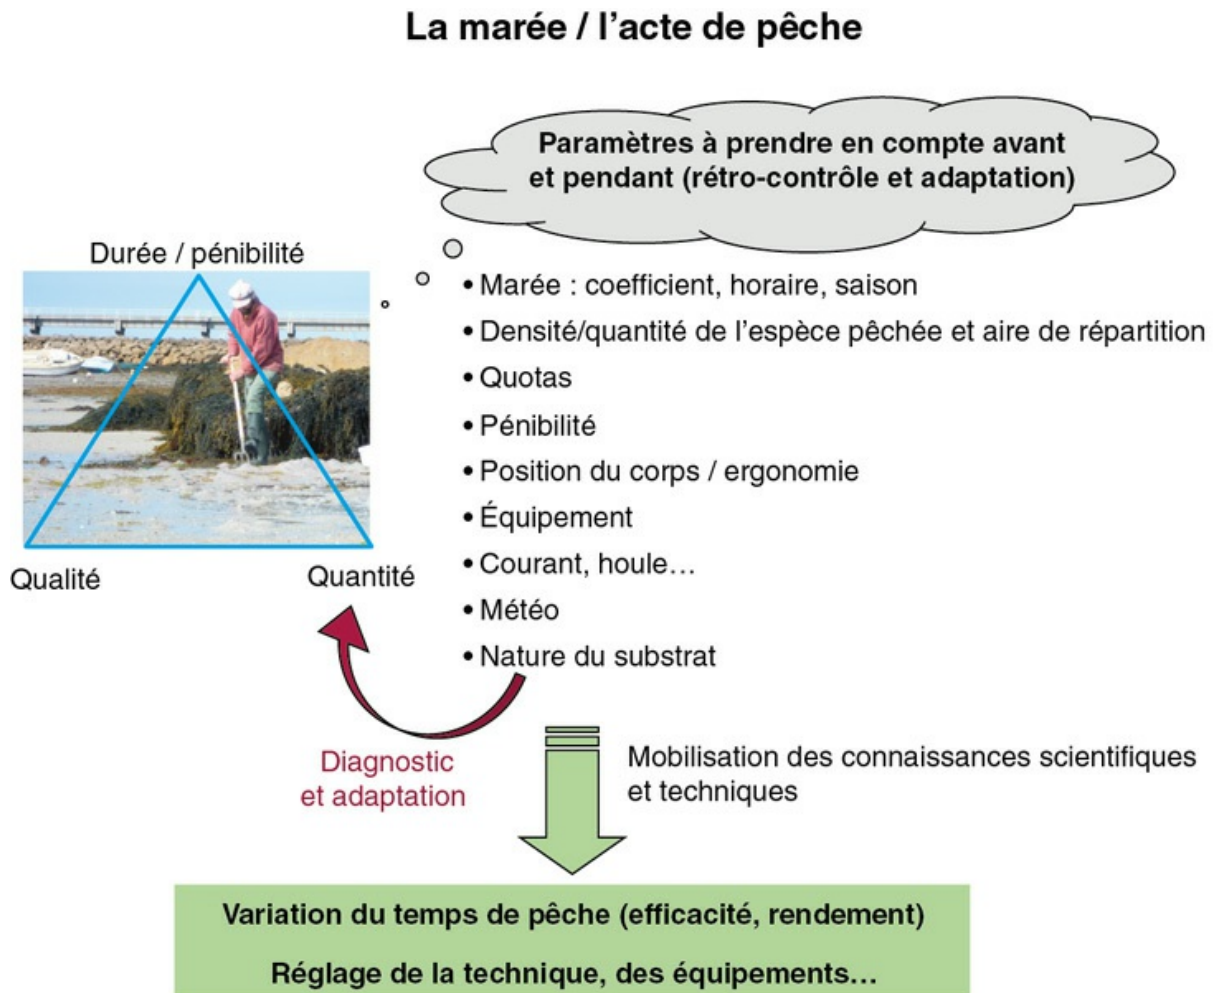 La marée / l'acte de pêche
Paramètres à prendre en compte avant
et pendant (rétro-contrôle et adaptation)
Durée / pénibilité
Qualité
Quantité
• Marée : coefficient, horaire, saison
• Densité/quantité de l'espèce pêchée et aire de répartition
• Quotas
• Pénibilité
• Position du corps / ergonomie
• Équipement
• Courant, houle…
• Météo
• Nature du substrat
Diagnostic
et adaptation
Mobilisation des connaissances scientifiques
et techniques
Variation du temps de pêche (efficacité, rendement)
Réglage de la technique, des équipements…